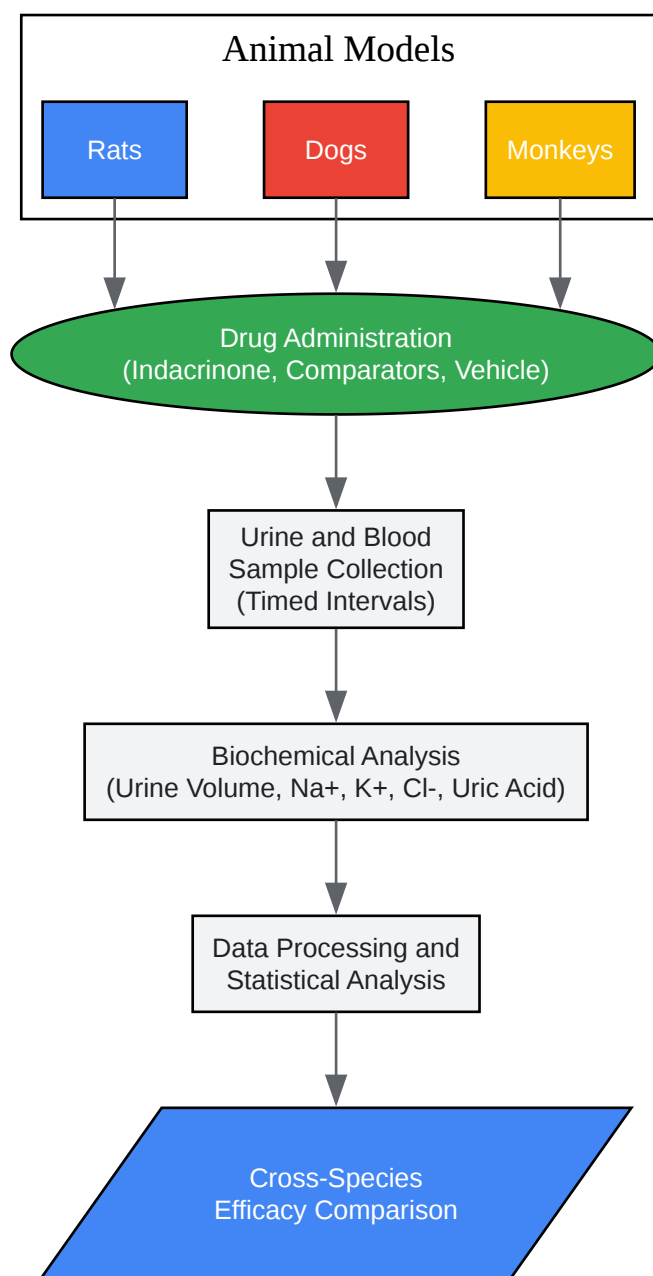 Animal Models
Rats
Dogs
Monkeys
Drug Administration
(Indacrinone, Comparators, Vehicle)
Urine and Blood
Sample Collection
(Timed Intervals)
Biochemical Analysis
(Urine Volume, Na+, K+, Cl-, Uric Acid)
Data Processing and
Statistical Analysis
Cross-Species
Efficacy Comparison